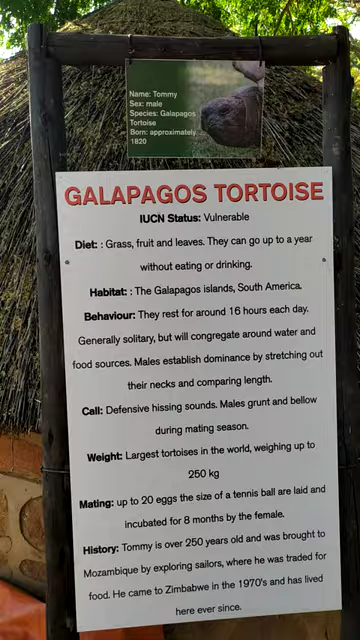 Name: Tommy
Sex: male
Species: Galapagos
Tortoise
Born: approximately
1820
GALAPAGOS TORTOISE
IUCN Status: Vulnerable
Diet: : Grass, fruit and leaves. They can go up to a year
without eating or drinking.
Habitat: : The Galapagos islands, South America.
Behaviour: They rest for around 16 hours each day.
Generally solitary, but will congregate around water and
food sources. Males establish dominance by stretching out
their necks and comparing length.
Call: Defensive hissing sounds. Males grunt and bellow
during mating season.
Weight: Largest tortoises in the world, weighing up to
250 kg
Mating: up to 20 eggs the size of a tennis ball are laid and
incubated for 8 months by the female.
History: Tommy is over 250 years old and was brought to
Mozambique by exploring sailors, where he was traded for
food. He came to Zimbabwe in the 1970's and has lived
here ever since.